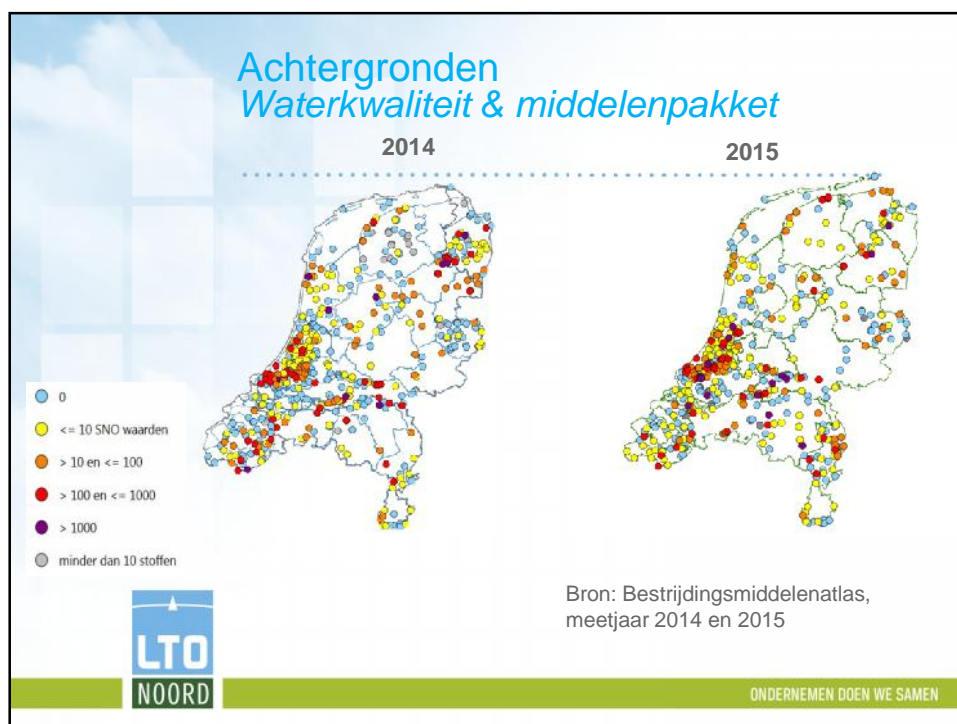 Achtergronden
Waterkwaliteit & middelenpakket
2014
2015
0
<= 10 SNO waarden
> 10 en <= 100
> 100 en <= 1000
> 1000
minder dan 10 stoffen
Bron: Bestrijdingsmiddelenatlas,
meetjaar 2014 en 2015
LTO
NOORD
ONDERNEMEN DOEN WE SAMEN